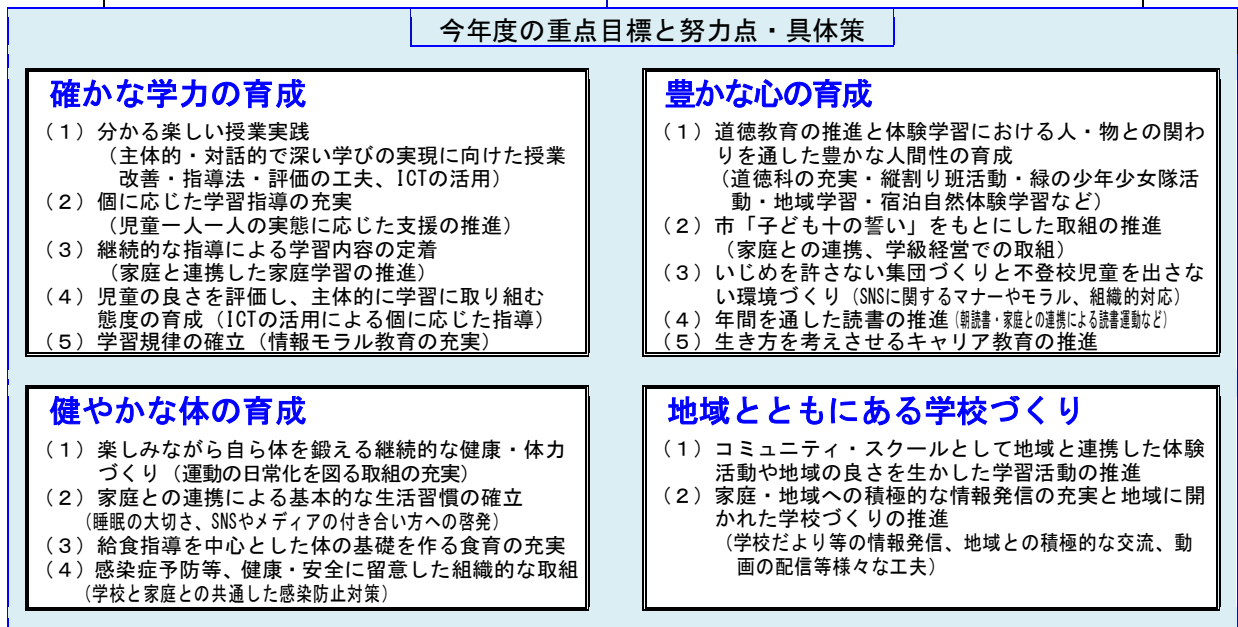 今年度の重点目標と努力点・具体策
確かな学力の育成
(1)分かる楽しい授業実践
(主体的・対話的で深い学びの実現に向けた授業
改善・指導法・評価の工夫、ICTの活用)
(2)個に応じた学習指導の充実
(児童一人一人の実態に応じた支援の推進)
(3)継続的な指導による学習内容の定着
(家庭と連携した家庭学習の推進)
(4)児童の良さを評価し、主体的に学習に取り組む
態度の育成(ICTの活用による個に応じた指導)
(5)学習規律の確立(情報モラル教育の充実)
豊かな心の育成
(1)道徳教育の推進と体験学習における人・物との関わ
りを通した豊かな人間性の育成
(道徳科の充実・縦割り班活動・緑の少年少女隊活
動・地域学習・宿泊自然体験学習など)
(2)市「子ども十の誓い」をもとにした取組の推進
(家庭との連携、学級経営での取組)
(3)いじめを許さない集団づくりと不登校児童を出さな
い環境づくり(SNSに関するマナーやモラル、組織的対応)
(4)年間を通した読書の推進(朝読書・家庭との連携による読書運動など)
(5)生き方を考えさせるキャリア教育の推進
健やかな体の育成
(1)楽しみながら自ら体を鍛える継続的な健康・体力
づくり(運動の日常化を図る取組の充実)
(2)家庭との連携による基本的な生活習慣の確立
(睡眠の大切さ、SNSやメディアの付き合い方への啓発)
(3)給食指導を中心とした体の基礎を作る食育の充実
(4)感染症予防等、健康・安全に留意した組織的な取組
(学校と家庭との共通した感染防止対策)
地域とともにある学校づくり
(1)コミュニティ・スクールとして地域と連携した体験
活動や地域の良さを生かした学習活動の推進
(2)家庭・地域への積極的な情報発信の充実と地域に開
かれた学校づくりの推進
(学校だより等の情報発信、地域との積極的な交流、動
画の配信等様々な工夫)